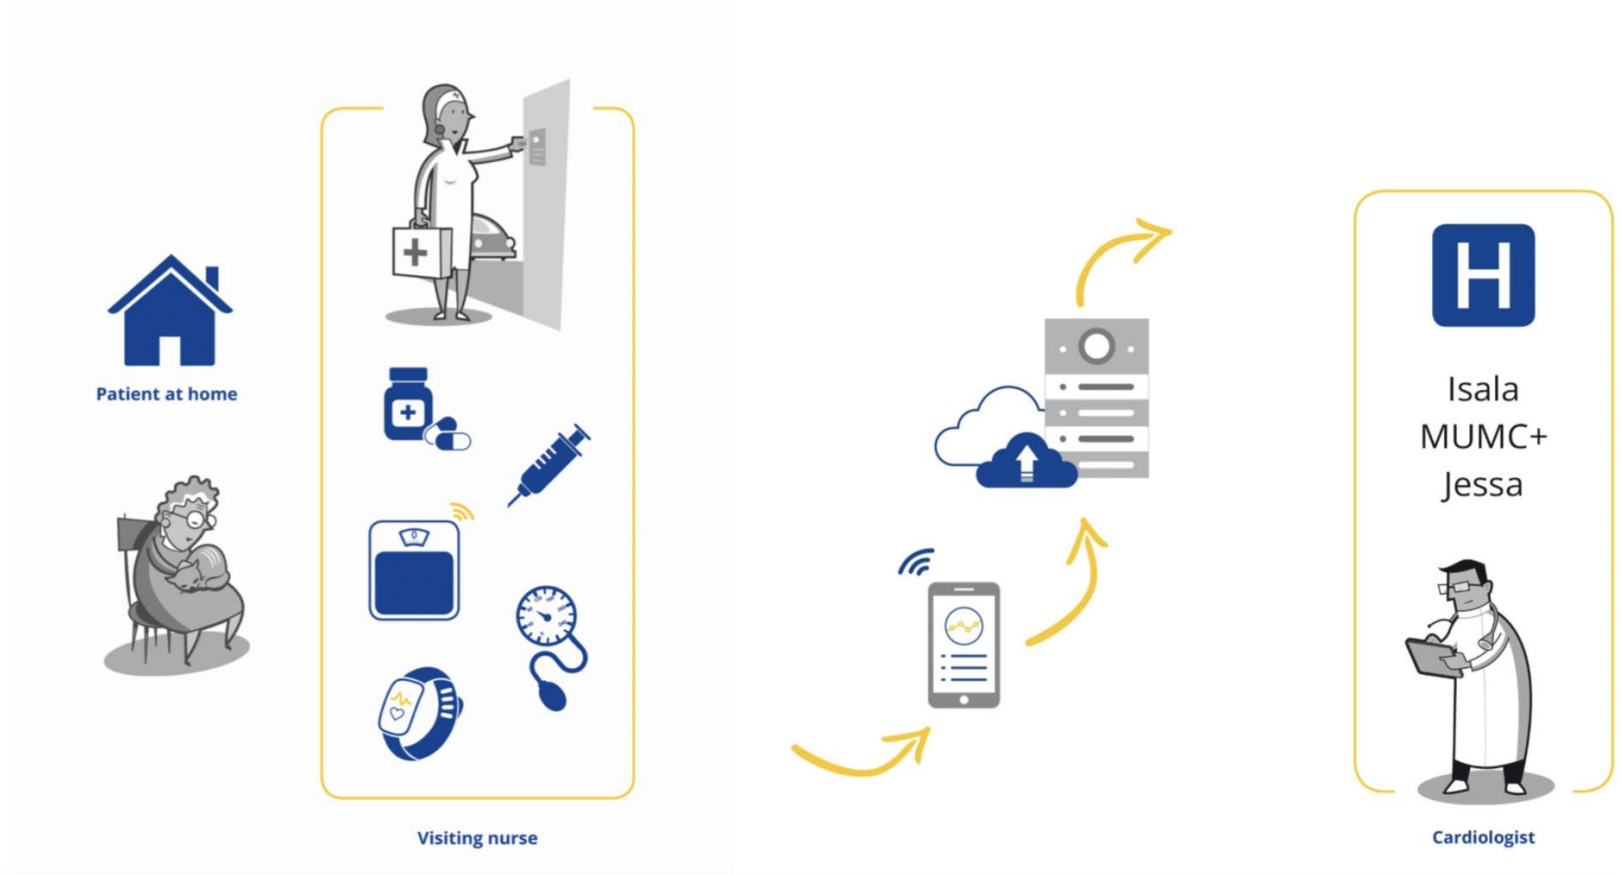 Patient at home
Visiting nurse
H
Isala
MUMC+
Jessa
Cardiologist